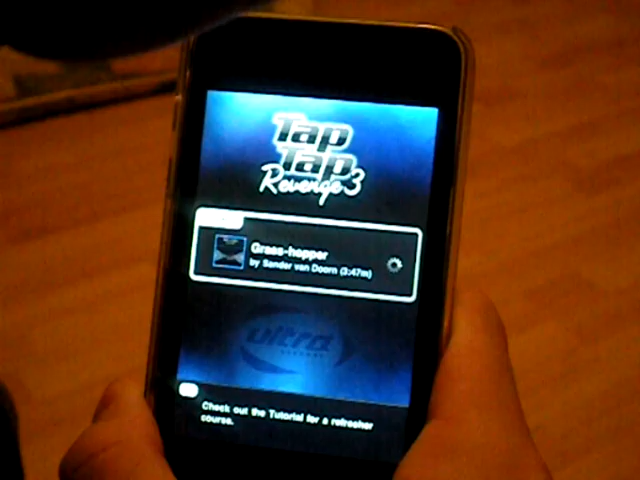 Tap
Tap
Revenge 3
Grass-hopper
by Sander van Doorn (3:47m)
ultra
RECORDS
Check out the Tutorial for a refresher
course.